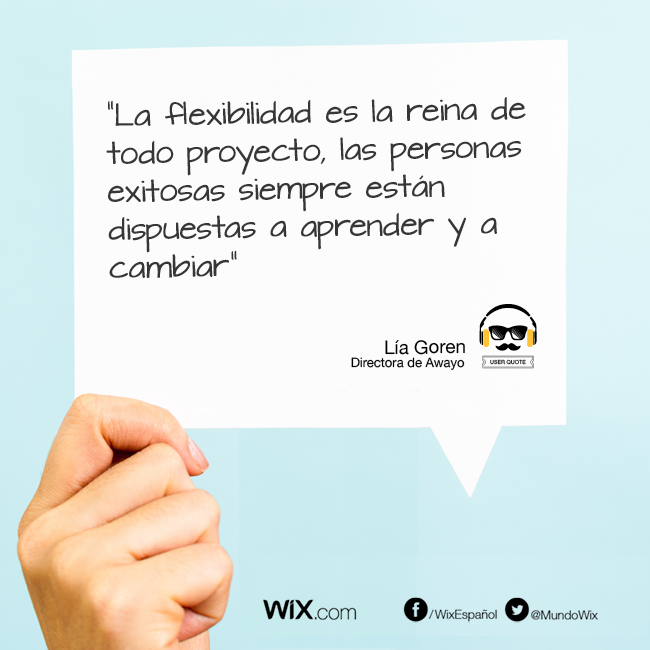 "La flexibilidad es la reina de
todo proyecto, las personas
exitosas siempre están
dispuestas a aprender y a
cambiar"
Lía Goren
Directora de Awayo
USER QUOTE
WiX.com
/WixEspañol
@MundoWix